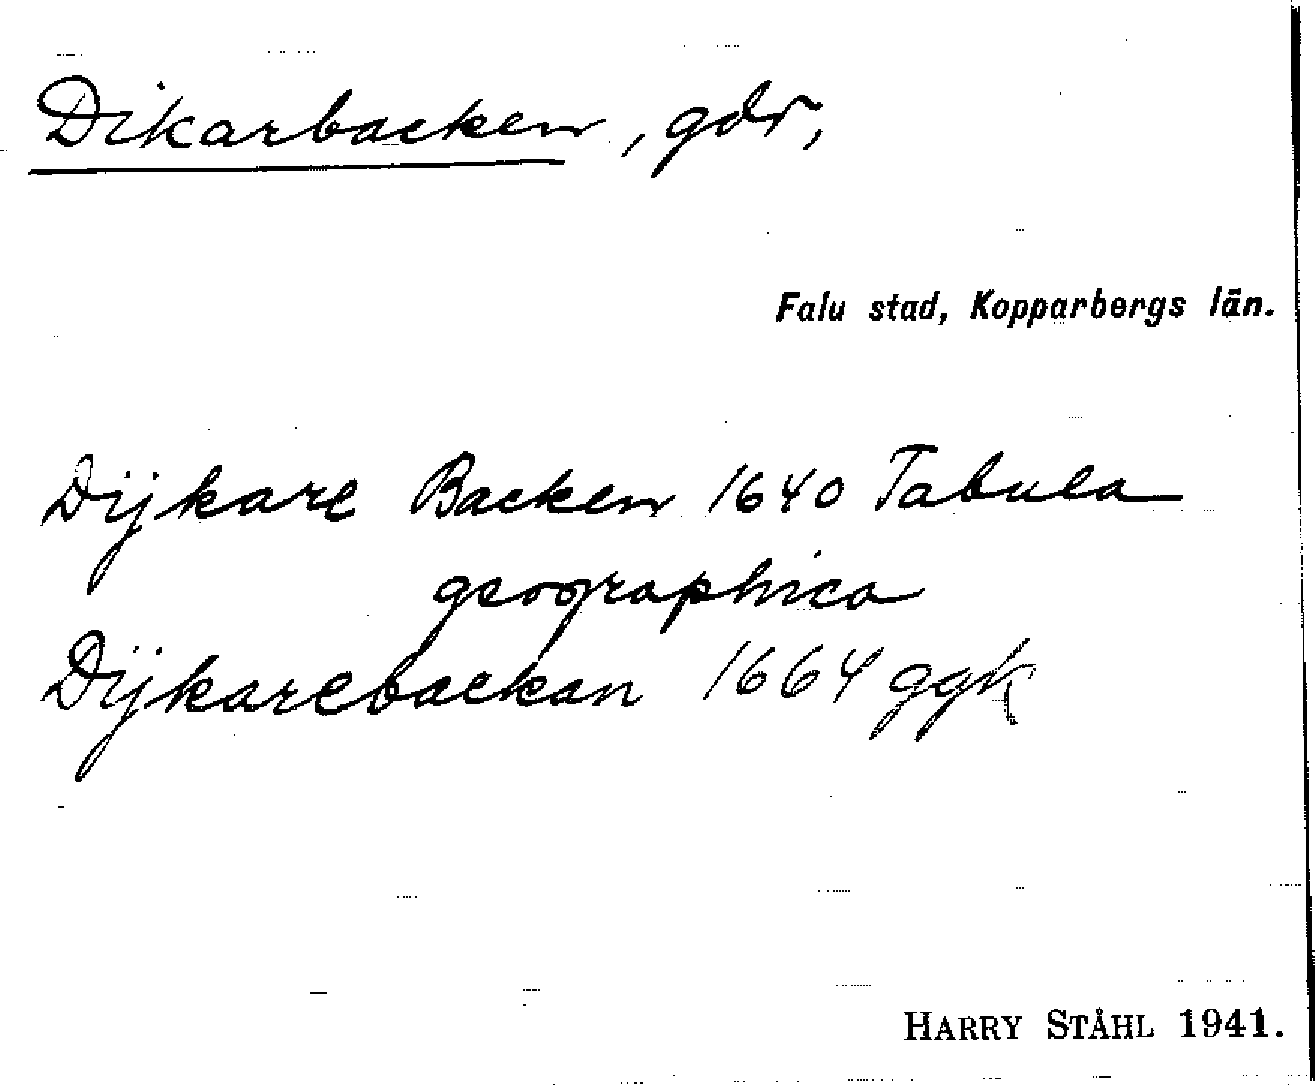 Dikarbacken, gdr,
Falu stad, Kopparbergs län.
Dijkare Backen 1640 Tabula
geographica
Dijkarebackan 1664 ggk
HARRY STÅHL 1941.